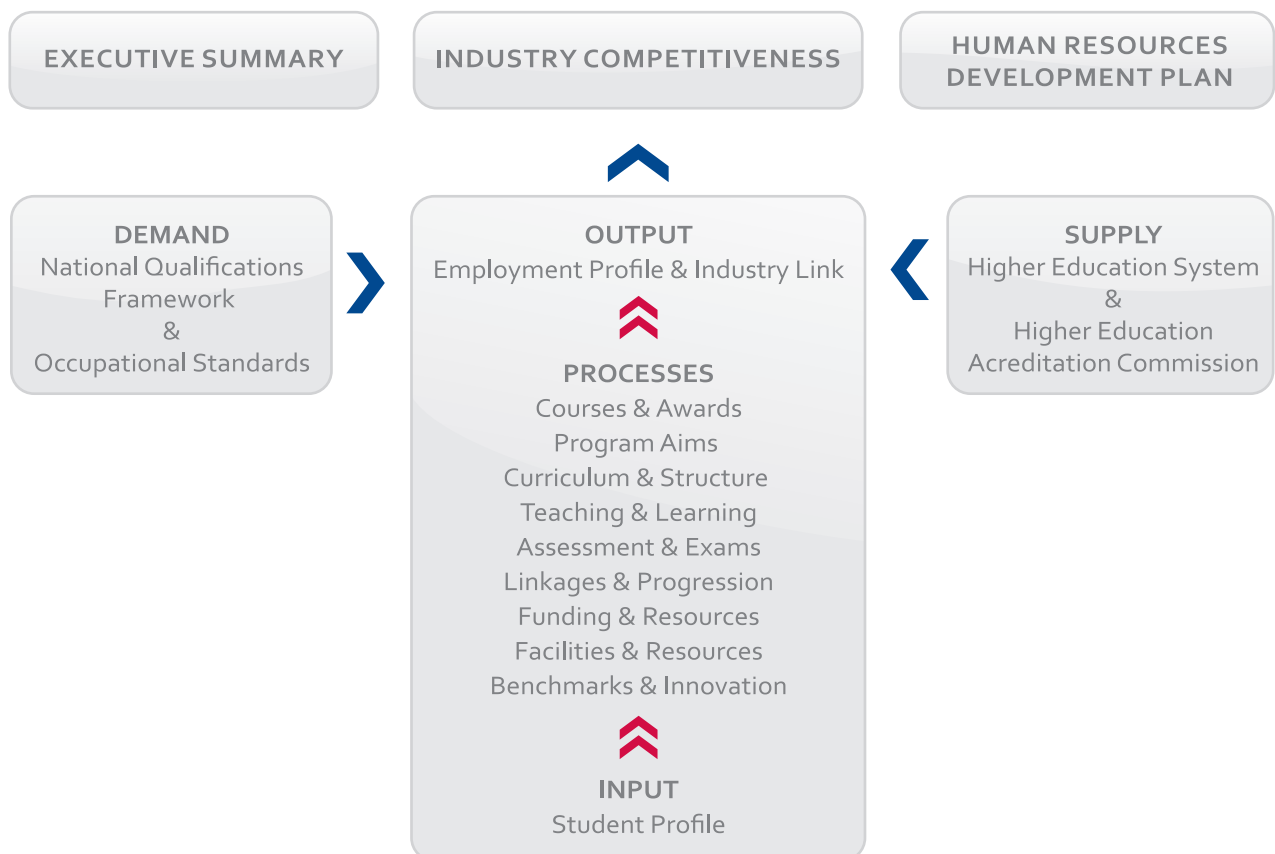 EXECUTIVE SUMMARY
INDUSTRY COMPETITIVENESS
HUMAN RESOURCES
DEVELOPMENT PLAN
DEMAND
National Qualifications
Framework
&
Occupational Standards
OUTPUT
Employment Profile & Industry Link
PROCESSES
Courses & Awards
Program Aims
Curriculum & Structure
Teaching & Learning
Assessment & Exams
Linkages & Progression
Funding & Resources
Facilities & Resources
Benchmarks & Innovation
INPUT
Student Profile
SUPPLY
Higher Education System
&
Higher Education
Acreditation Commission